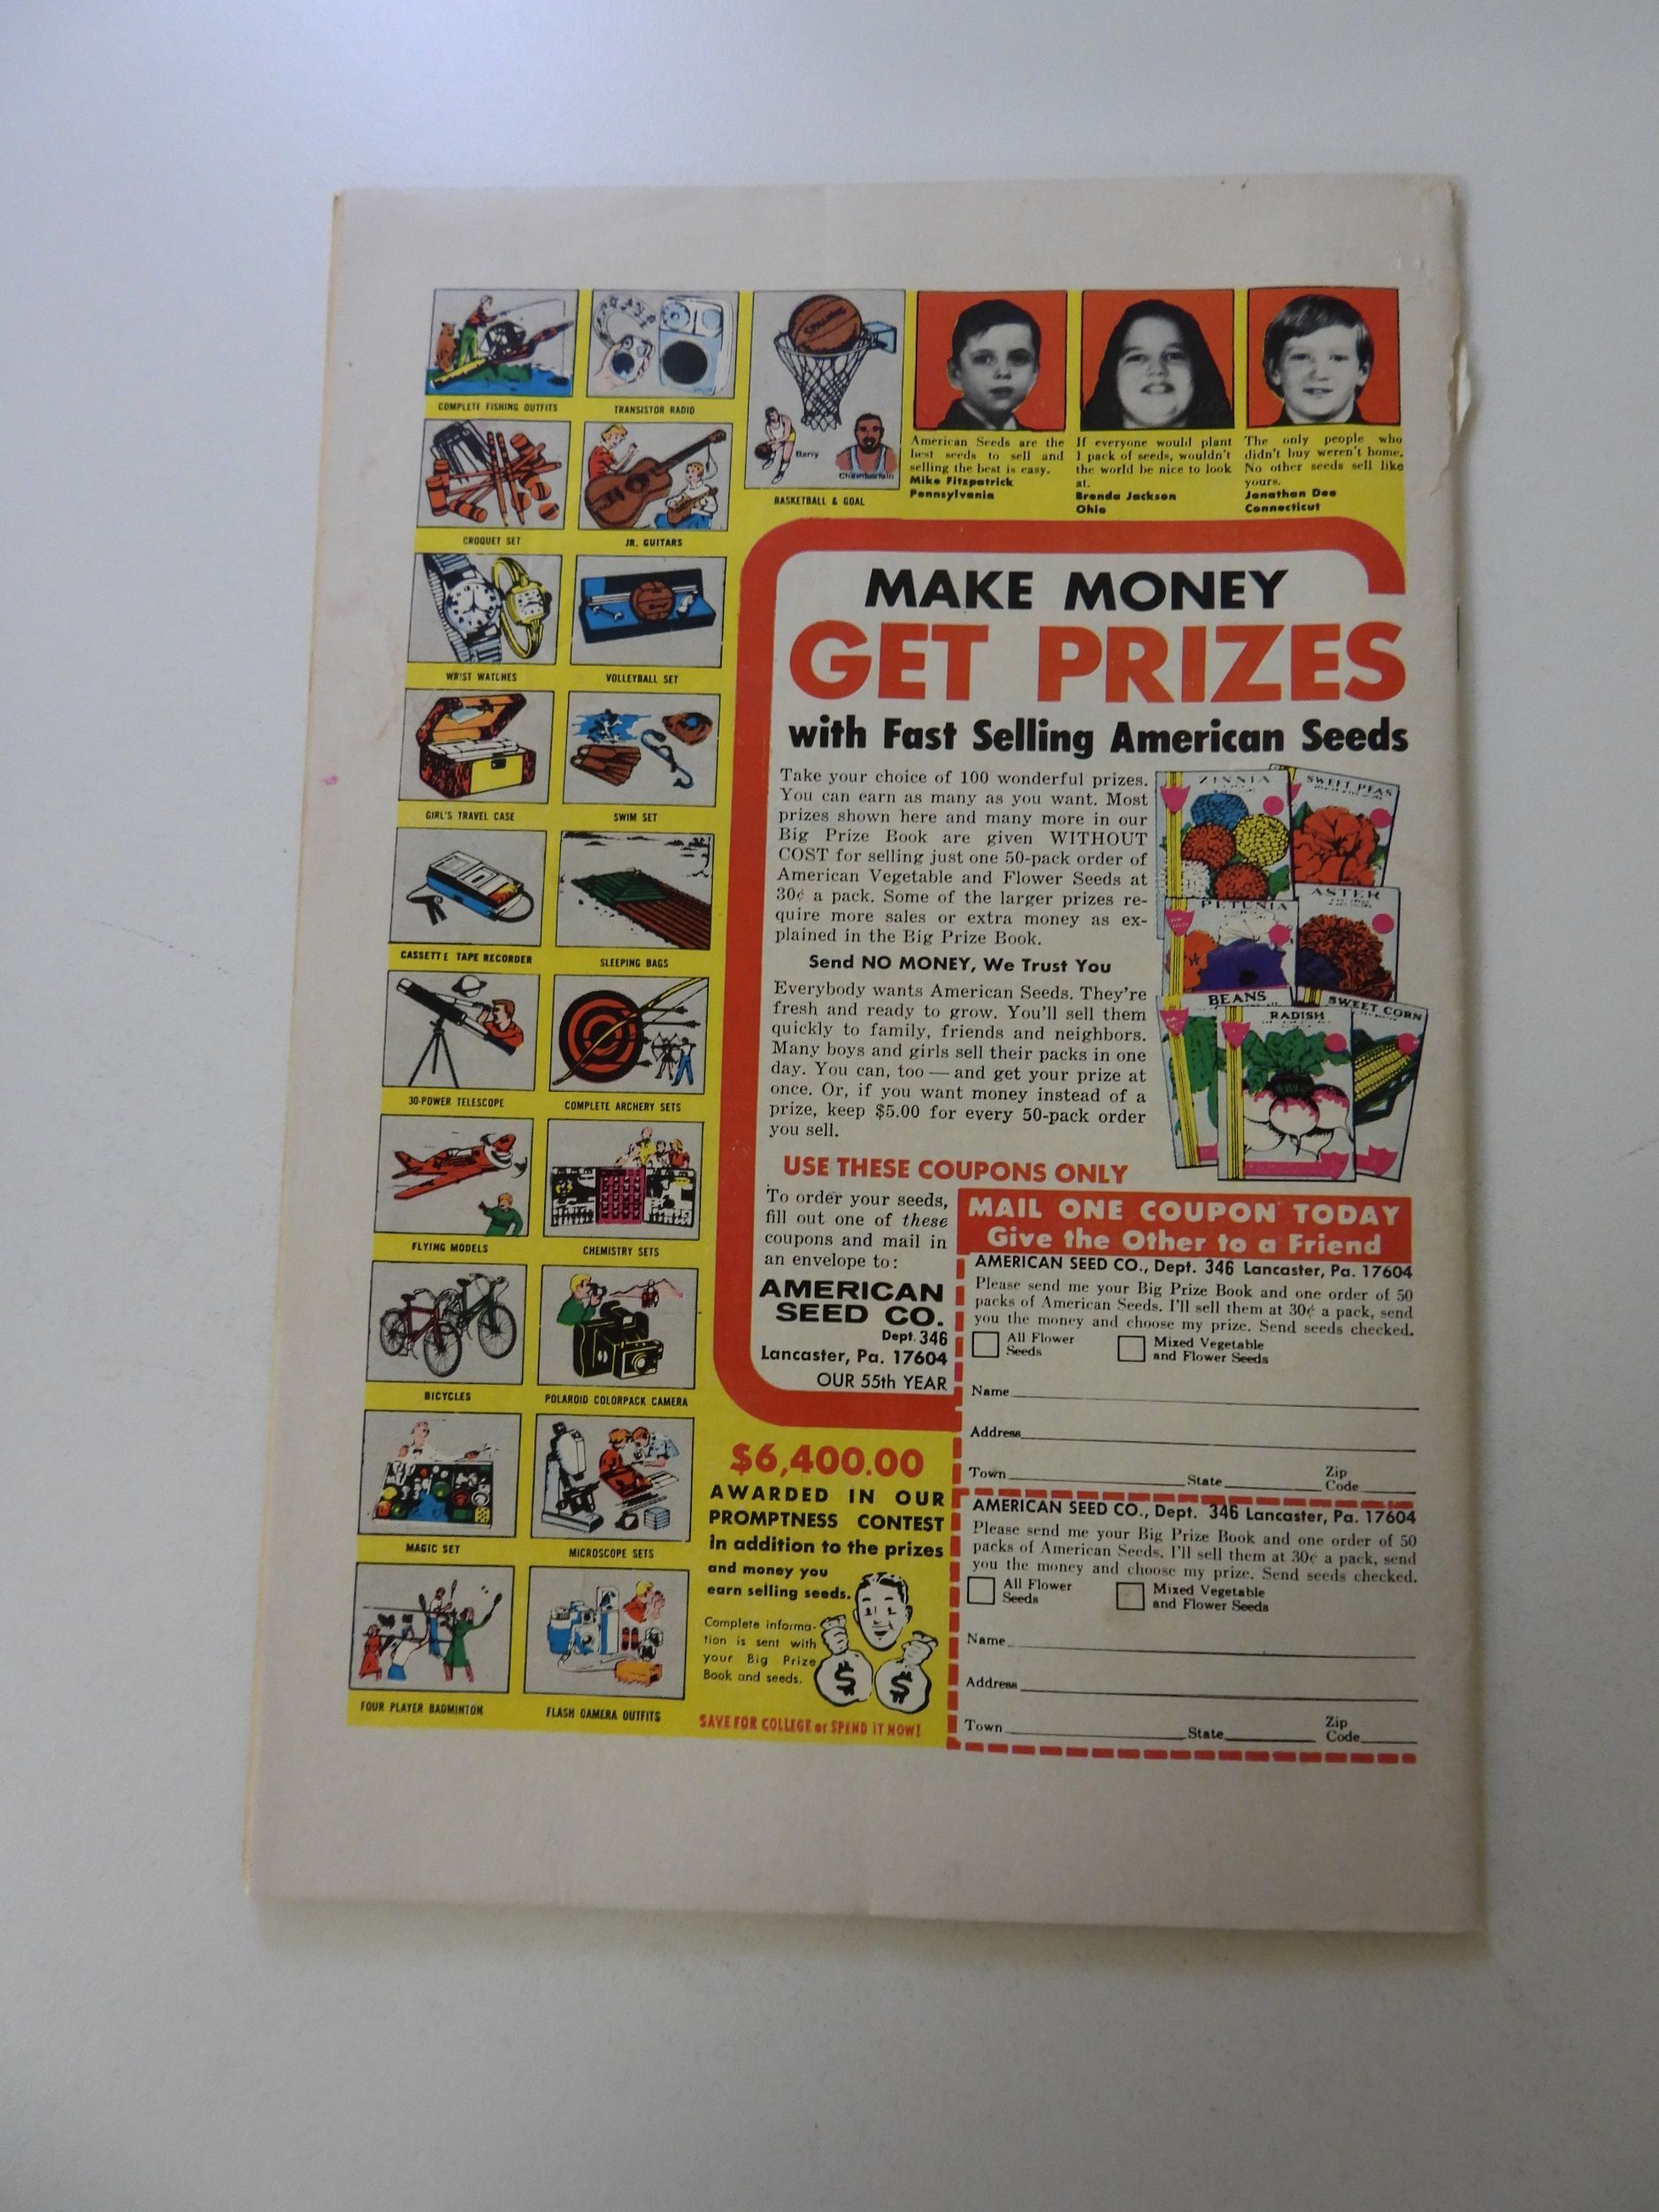 COMPLETE FISHING OUTFITS
TRANSISTOR RADIO
SPALDING
Barry
Chamberlain
BASKETBALL & GOAL
CROQUET SET
JR. GUITARS
WRIST WATCHES
VOLLEYBALL SET
GIRL'S TRAVEL CASE
SWIM SET
CASSETTE TAPE RECORDER
SLEEPING BAGS
30-POWER TELESCOPE
COMPLETE ARCHERY SETS
FLYING MODELS
CHEMISTRY SETS
BICYCLES
POLAROID COLORPACK CAMERA
MAGIC SET
MICROSCOPE SETS
FOUR PLAYER BADMINTON
FLASH CAMERA OUTFITS
American Seeds are the
best seeds to sell and
selling the best is easy.
Mike Fitzpatrick
Pennsylvania
If everyone would plant
1 pack of seeds, wouldn't
the world be nice to look
at.
Brenda Jackson
Ohio
The only people who
didn't buy weren't home.
No other seeds sell like
yours.
Jonathan Dee
Connecticut
MAKE MONEY
GET PRIZES
with Fast Selling American Seeds
Take your choice of 100 wonderful prizes.
You can earn as many as you want. Most
prizes shown here and many more in our
Big Prize Book are given WITHOUT
COST for selling just one 50-pack order of
American Vegetable and Flower Seeds at
30¢ a pack. Some of the larger prizes re-
quire more sales or extra money as ex-
plained in the Big Prize Book.
Send NO MONEY, We Trust You
Everybody wants American Seeds. They're
fresh and ready to grow. You'll sell them
quickly to family, friends and neighbors.
Many boys and girls sell their packs in one
day. You can, too — and get your prize at
once. Or, if you want money instead of a
prize, keep $5.00 for every 50-pack order
you sell.
ZINNIA
SWEET PEAS
PETUNIA
ASTER
BEANS
RADISH
SWEET CORN
USE THESE COUPONS ONLY
To order your seeds,
fill out one of these
coupons and mail in
an envelope to:
AMERICAN
SEED CO.
Dept. 346
Lancaster, Pa. 17604
OUR 55th YEAR
$6,400.00
AWARDED IN OUR
PROMPTNESS CONTEST
in addition to the prizes
and money you
earn selling seeds.
Complete informa-
tion is sent with
your Big Prize
Book and seeds.
$ $
SAVE FOR COLLEGE or SPEND IT NOW!
MAIL ONE COUPON TODAY
Give the Other to a Friend
AMERICAN SEED CO., Dept. 346 Lancaster, Pa. 17604
Please send me your Big Prize Book and one order of 50
packs of American Seeds. I'll sell them at 30¢ a pack, send
you the money and choose my prize. Send seeds checked.
All Flower
Seeds
Mixed Vegetable
and Flower Seeds
Name
Address
Town State Zip
Code
AMERICAN SEED CO., Dept. 346 Lancaster, Pa. 17604
Please send me your Big Prize Book and one order of 50
packs of American Seeds. I'll sell them at 30¢ a pack, send
you the money and choose my prize. Send seeds checked.
All Flower
Seeds
Mixed Vegetable
and Flower Seeds
Name
Address
Town State Zip
Code